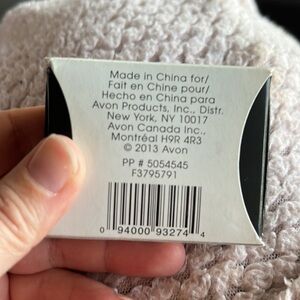 Made in China for/
Fait en Chine pour/
Hecho en China para
Avon Products, Inc., Distr.
New York, NY 10017
Avon Canada Inc.,
Montréal H9R 4R3
© 2013 Avon
PP # 5054545
F3795791
0 94000 93274 4